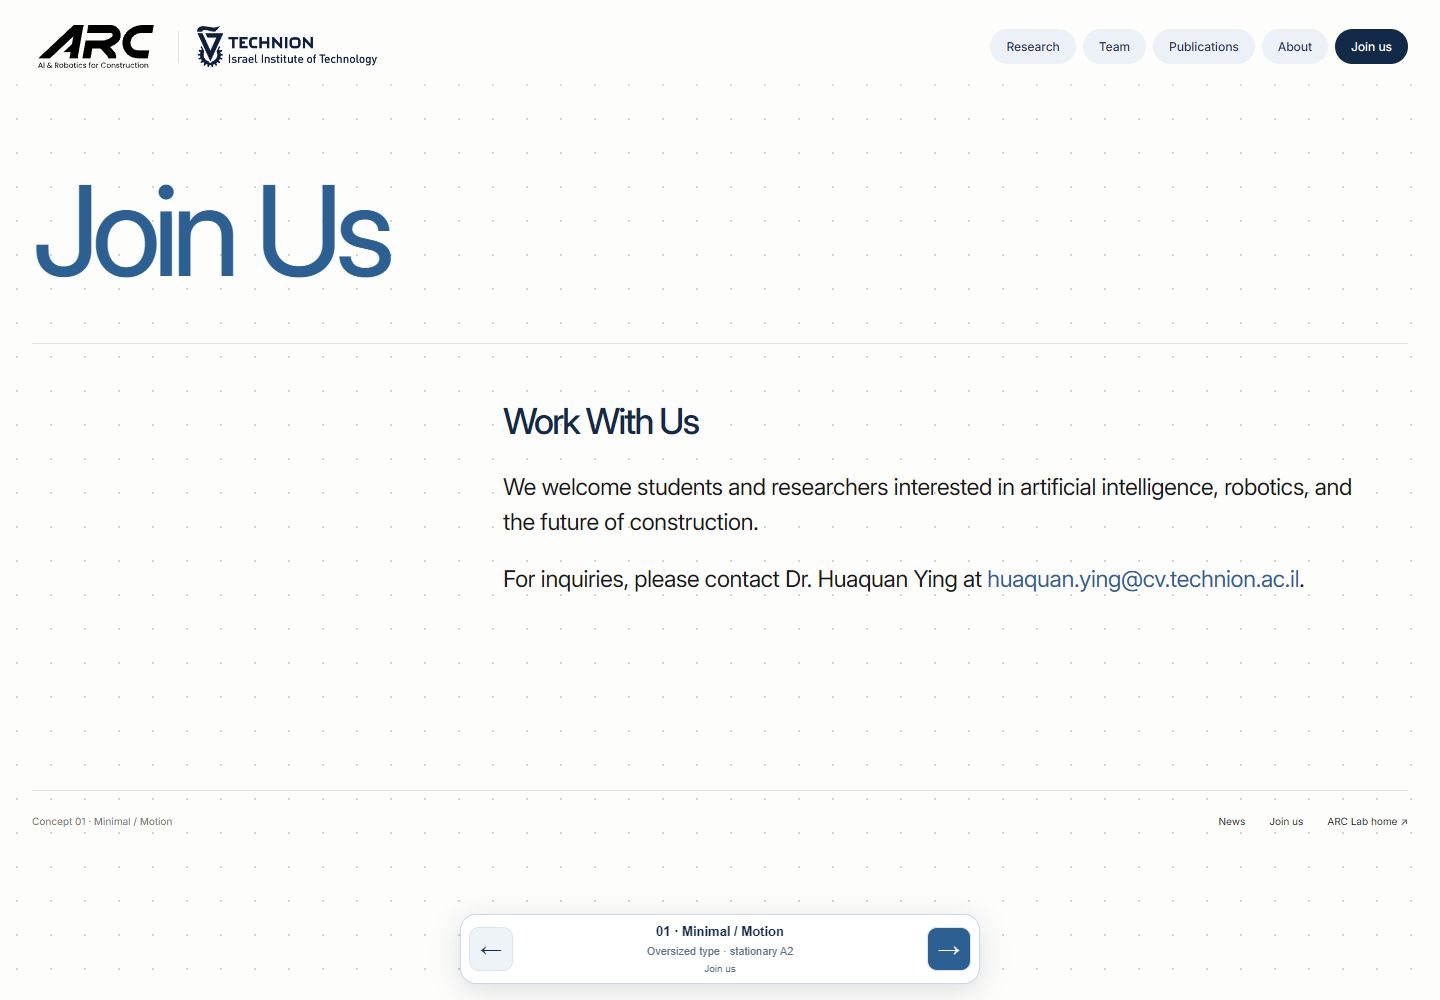 ARC
AI & Robotics for Construction
TECHNION
Israel Institute of Technology
Research
Team
Publications
About
Join us
Join Us
Work With Us
We welcome students and researchers interested in artificial intelligence, robotics, and
the future of construction.
For inquiries, please contact Dr. Huaquan Ying at huaquan.ying@cv.technion.ac.il.
Concept 01 · Minimal / Motion
News
Join us
ARC Lab home ↗
←
01 · Minimal / Motion
Oversized type · stationary A2
Join us
→